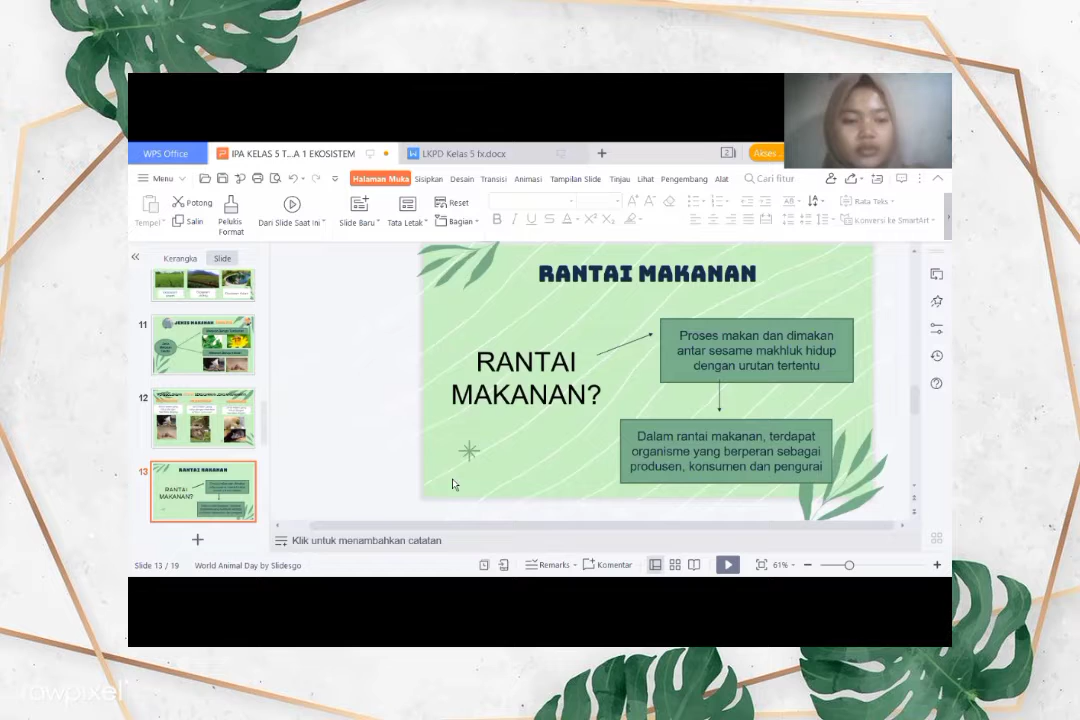 WPS Office
IPA KELAS 5 T...A 1 EKOSISTEM
LKPD Kelas 5 fx.docx
Akses
Menu
Halaman Muka Sisipkan Desain Transisi Animasi Tampilan Slide Tinjau Lihat Pengembang Alat
Cari fitur
Tempel
Potong
Salin
Pelukis Format
Dari Slide Saat Ini
Slide Baru
Tata Letak
Reset
Bagian
Rata Teks
Konversi ke SmartArt
Kerangka Slide
11
12
13
RANTAI MAKANAN
RANTAI
MAKANAN?
RANTAI MAKANAN
RANTAI
MAKANAN?
Proses makan dan dimakan
antar sesama makhluk hidup
dengan urutan tertentu
Dalam rantai makanan, terdapat
organisme yang berperan sebagai
produsen, konsumen dan pengurai
Klik untuk menambahkan catatan
Slide 13 / 19 World Animal Day by Slidesgo
Remarks
Komentar
61%
rawpixel